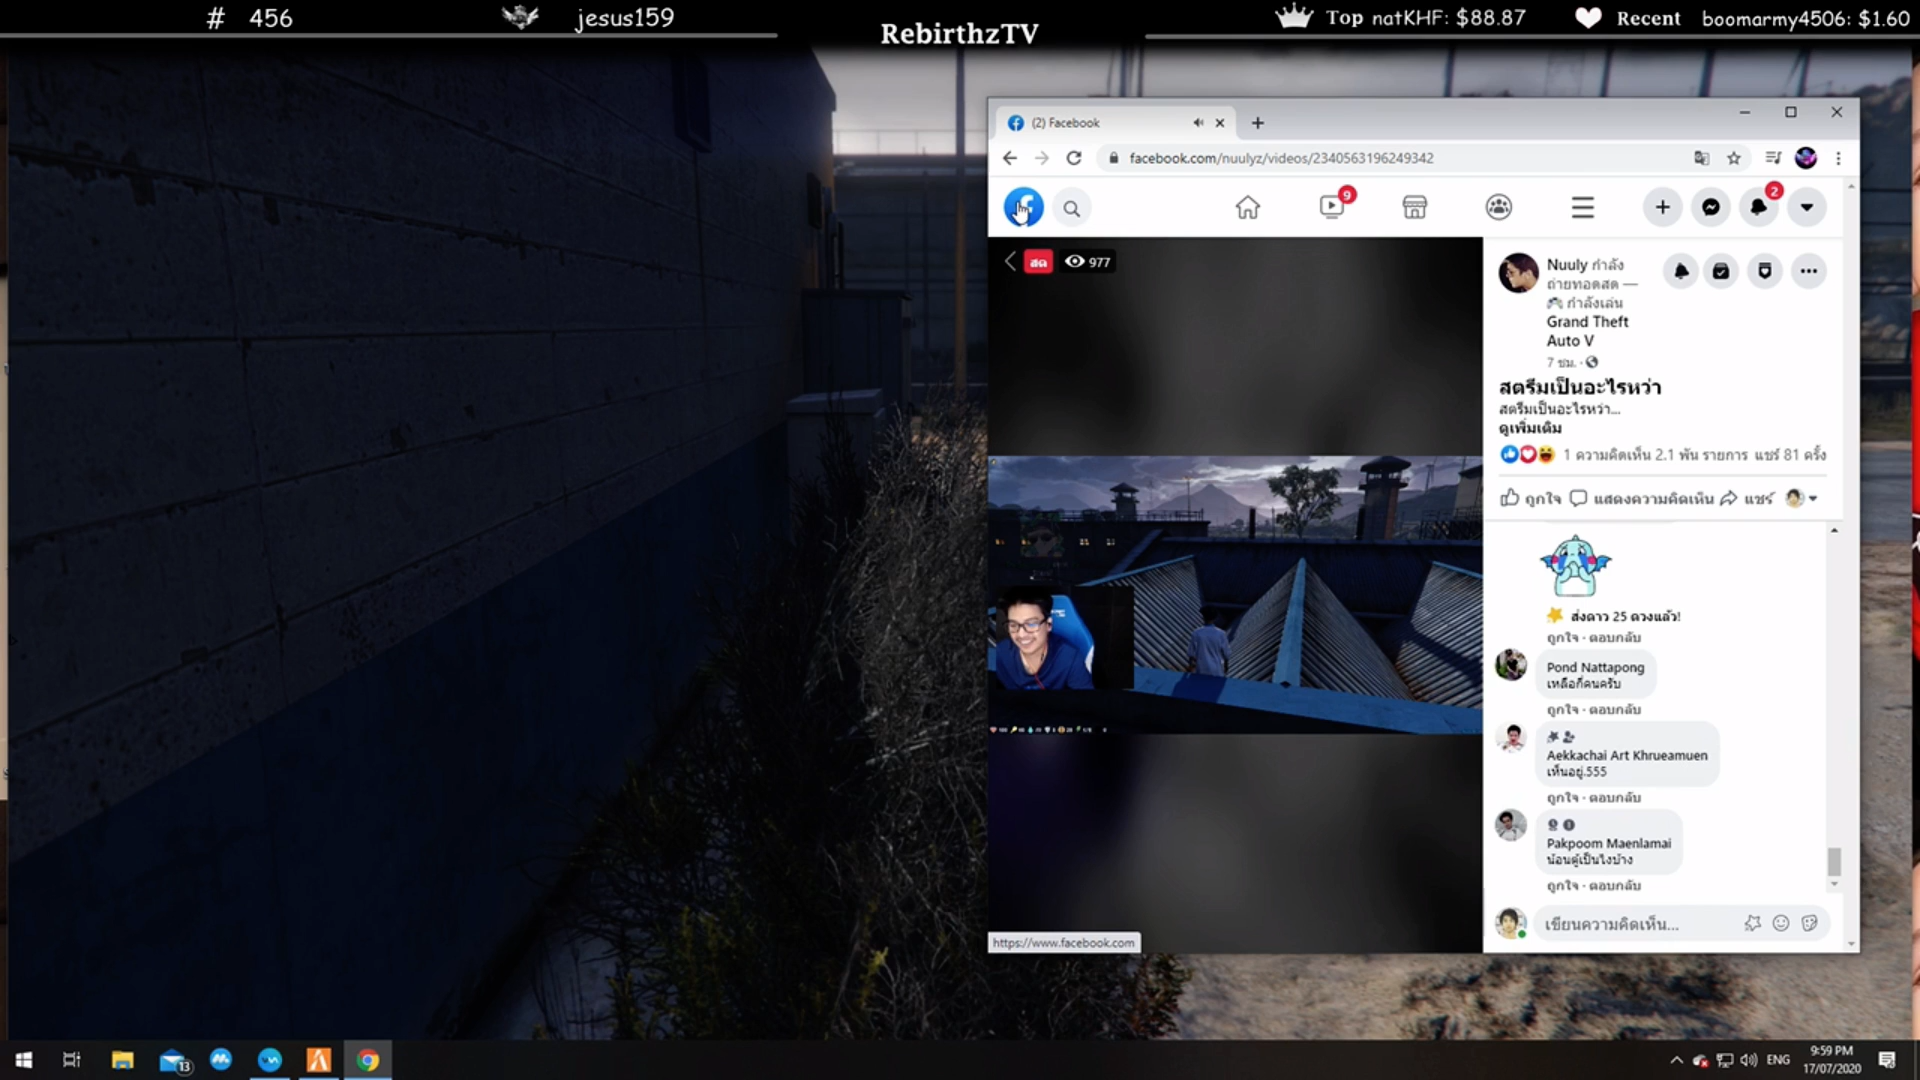 # 456
jesus159
RebirthzTV
Top natKHF: $88.87
Recent boomarmy4506: $1.60
(2) Facebook
facebook.com/nuulyz/videos/2340563196249342
9
2
สด
977
Nuuly กำลัง
ถ่ายทอดสด —
กำลังเล่น
Grand Theft
Auto V
7 ชม.
สตรีมเป็นอะไรหว่า
สตรีมเป็นอะไรหว่า...
ดูเพิ่มเติม
1 ความคิดเห็น 2.1 พัน รายการ แชร์ 81 ครั้ง
ถูกใจ แสดงความคิดเห็น แชร์
ส่งดาว 25 ดวงแล้ว!
ถูกใจ · ตอบกลับ
Pond Nattapong
เหลือกี่คนครับ
ถูกใจ · ตอบกลับ
Aekkachai Art Khrueamuen
เห็นอยู่.555
ถูกใจ · ตอบกลับ
Pakpoom Maenlamai
น้อนคู่เป็นไงบ้าง
ถูกใจ · ตอบกลับ
เขียนความคิดเห็น...
https://www.facebook.com
13
ENG
9:59 PM
17/07/2020